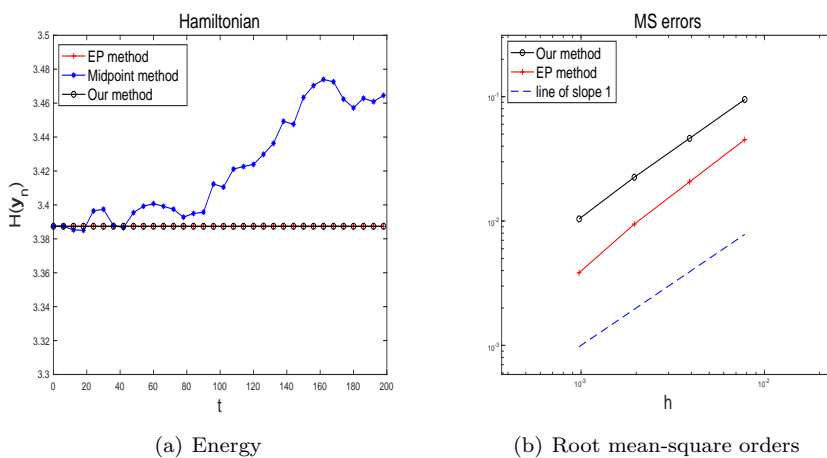 Hamiltonian
3.5
3.48
3.46
3.44
3.42
3.4
3.38
3.36
3.34
3.32
3.3
H(y_n)
EP method
Midpoint method
Our method
0 20 40 60 80 100 120 140 160 180 200
t
(a) Energy
MS errors
10^-1
10^-2
10^-3
Our method
EP method
line of slope 1
10^-3 10^-2
h
(b) Root mean-square orders